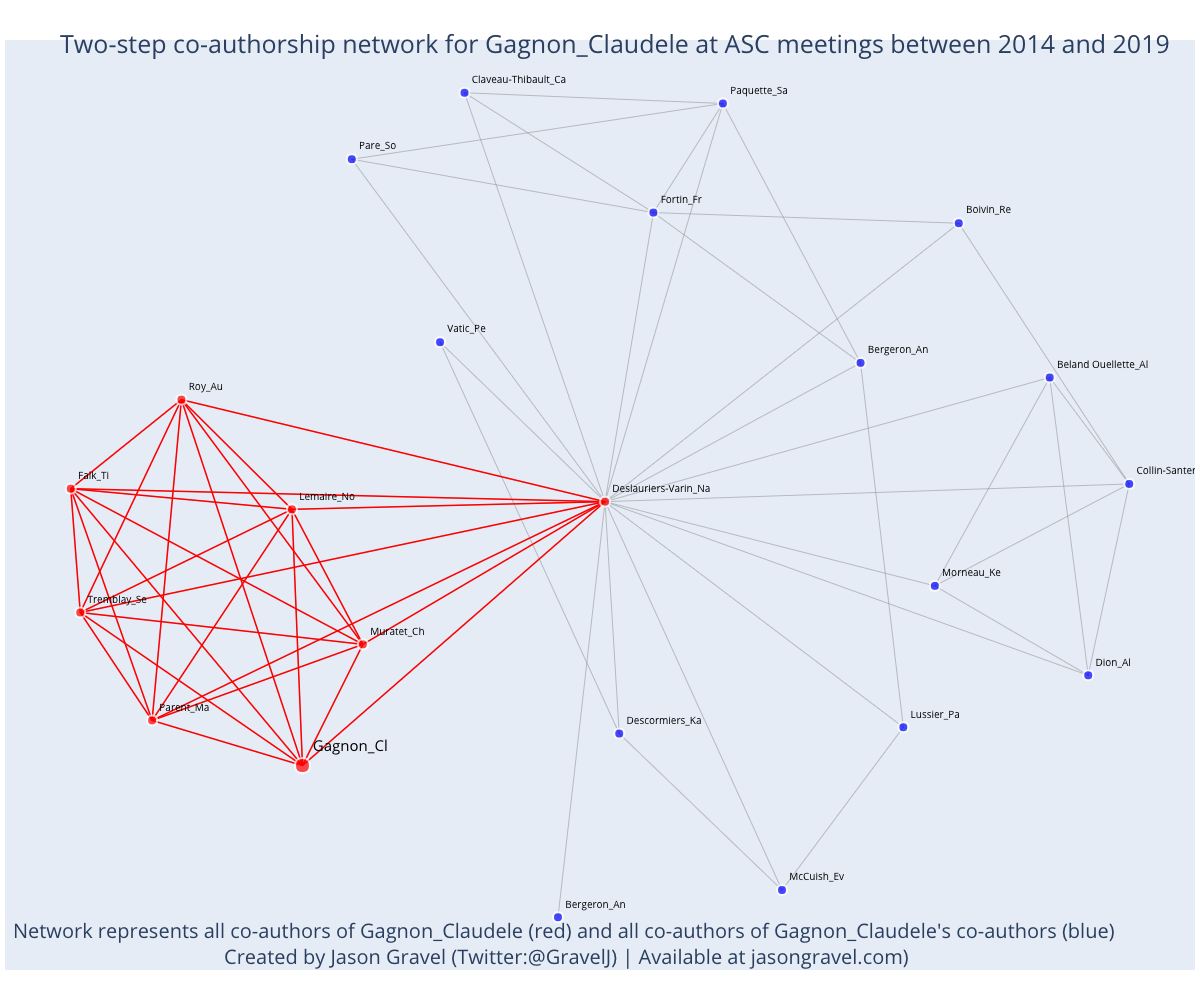 Two-step co-authorship network for Gagnon_Claudele at ASC meetings between 2014 and 2019
Claveau-Thibault_Ca
Paquette_Sa
Pare_So
Fortin_Fr
Boivin_Re
Vatic_Pe
Bergeron_An
Beland Ouellette_Al
Roy_Au
Collin-Santer
Falk_Ti
Deslauriers-Varin_Na
Lemaire_No
Morneau_Ke
Tremblay_Se
Muratet_Ch
Dion_Al
Parent_Ma
Lussier_Pa
Descormiers_Ka
Gagnon_Cl
McCuish_Ev
Bergeron_An
Network represents all co-authors of Gagnon_Claudele (red) and all co-authors of Gagnon_Claudele's co-authors (blue)
Created by Jason Gravel (Twitter:@GravelJ) | Available at jasongravel.com)